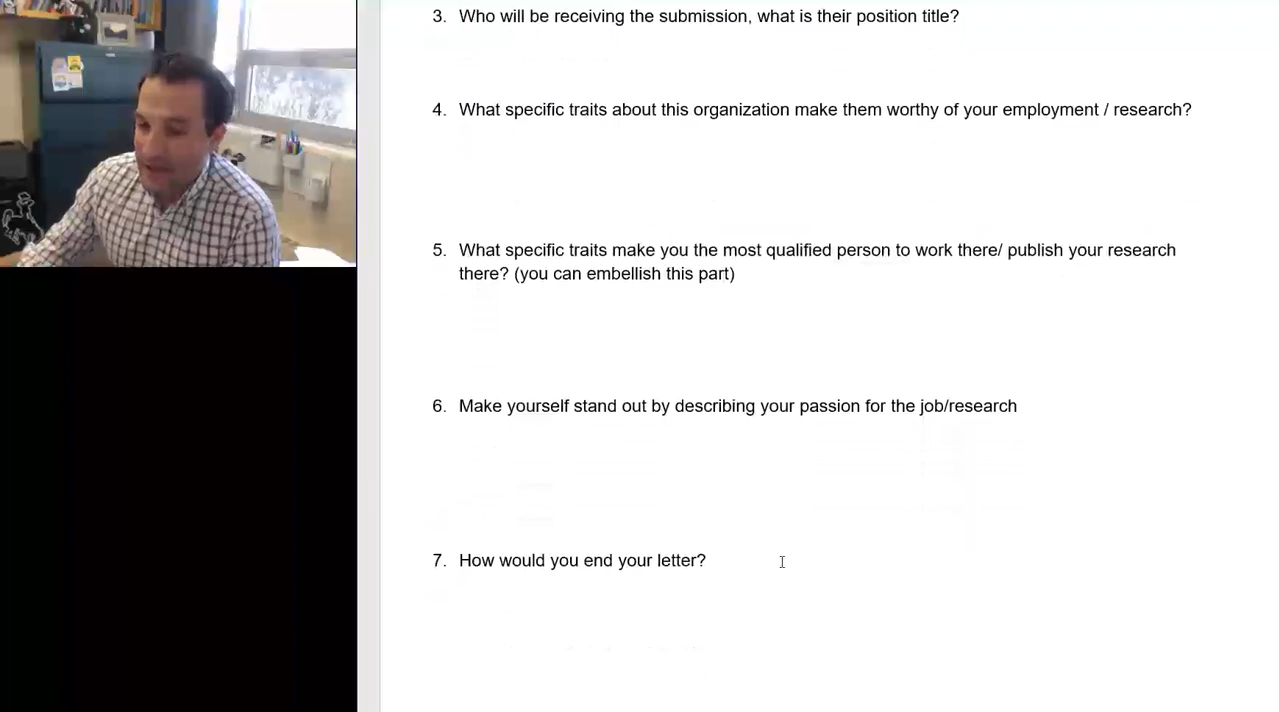 3. Who will be receiving the submission, what is their position title?
4. What specific traits about this organization make them worthy of your employment / research?
5. What specific traits make you the most qualified person to work there/ publish your research
there? (you can embellish this part)
6. Make yourself stand out by describing your passion for the job/research
7. How would you end your letter?